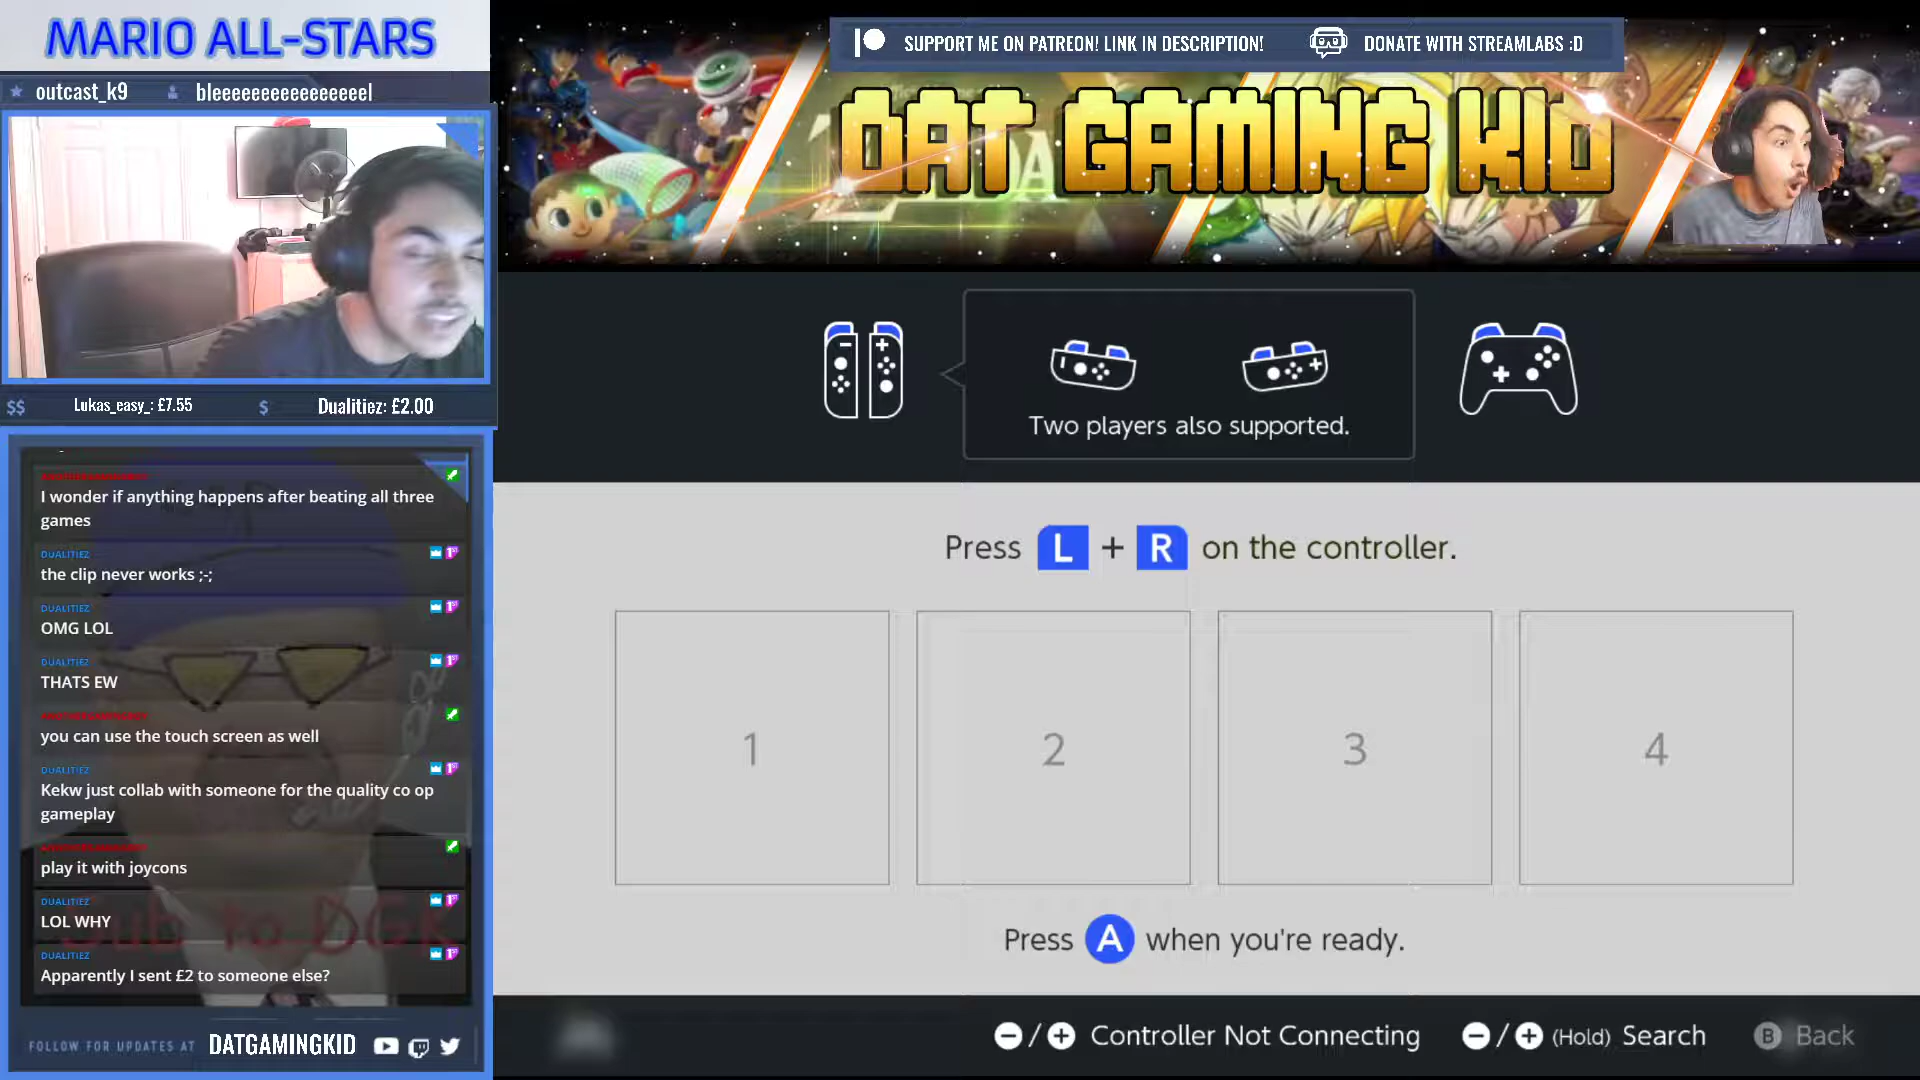 MARIO ALL-STARS
outcast_k9
bleeeeeeeeeeeeeeeel
SUPPORT ME ON PATREON! LINK IN DESCRIPTION!
DONATE WITH STREAMLABS :D
DAT GAMING KID
$$ Lukas_easy_: £7.55
$ Dualitiez: £2.00
I wonder if anything happens after beating all three
games
DUALITIEZ
the clip never works ;-;
DUALITIEZ
OMG LOL
DUALITIEZ
THATS EW
you can use the touch screen as well
DUALITIEZ
Kekw just collab with someone for the quality co op
gameplay
play it with joycons
DUALITIEZ
LOL WHY
DUALITIEZ
Apparently I sent £2 to someone else?
Sub to DGK
FOLLOW FOR UPDATES AT DATGAMINGKID
Two players also supported.
Press L + R on the controller.
1
2
3
4
Press A when you're ready.
−/+ Controller Not Connecting
−/+ (Hold) Search
B Back